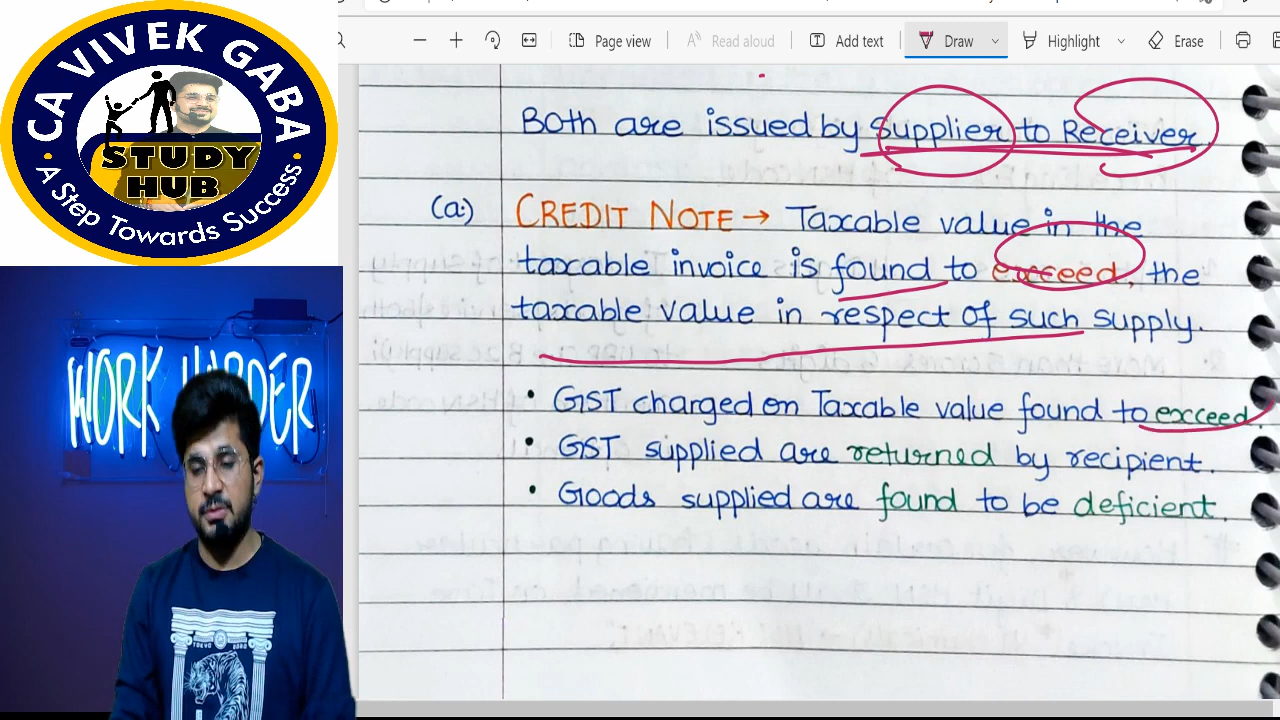 CA VIVEK GABA
STUDY
HUB
A Step Towards Success
WORK HARDER
TOKYO
Page view
Read aloud
Add text
Draw
Highlight
Erase
Both are issued by Supplier to Receiver.
(a:) CREDIT NOTE → Taxable value in the
taxable invoice is found to exceed, the
taxable value in respect of such supply.
• GST charged on Taxable value found to exceed.
• GST supplied are returned by recipient.
• Goods supplied are found to be deficient.